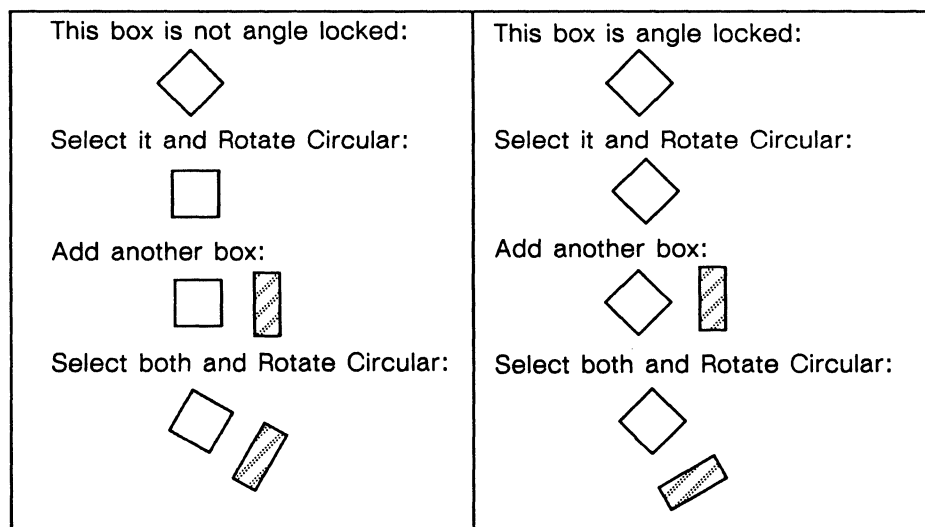 This box is not angle locked:
Select it and Rotate Circular:
Add another box:
Select both and Rotate Circular:
This box is angle locked:
Select it and Rotate Circular:
Add another box:
Select both and Rotate Circular: